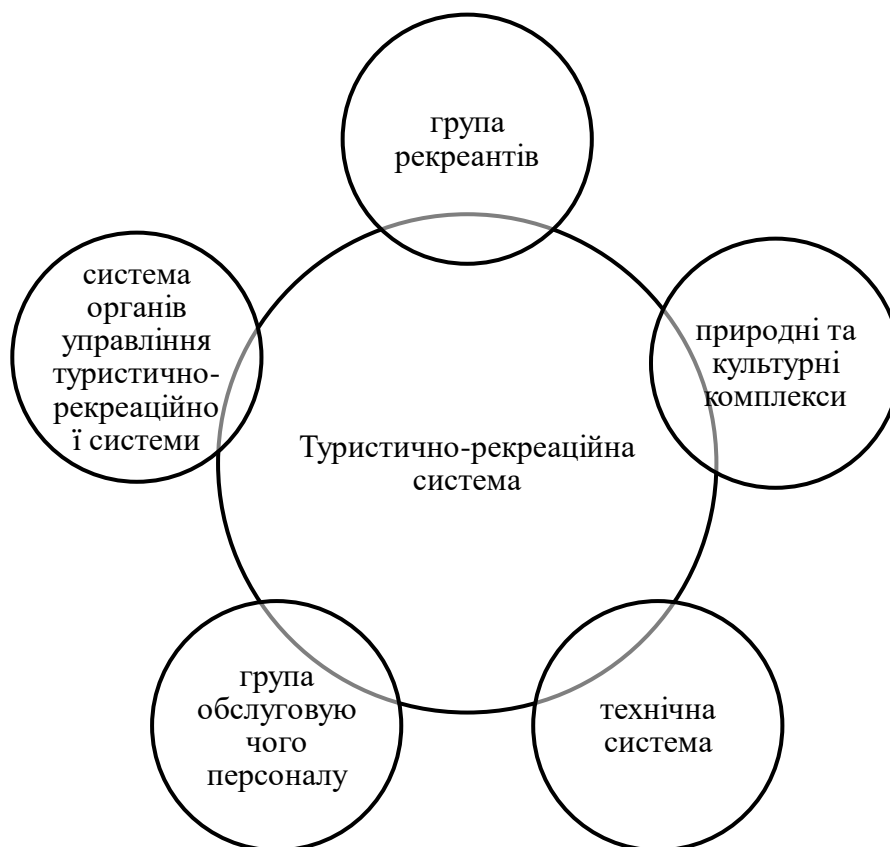 група
рекреантів
система
органів
управління
туристично-
рекреаційно
ї системи
природні та
культурні
комплекси
Туристично-рекреаційна
система
група
обслуговую
чого
персоналу
технічна
система